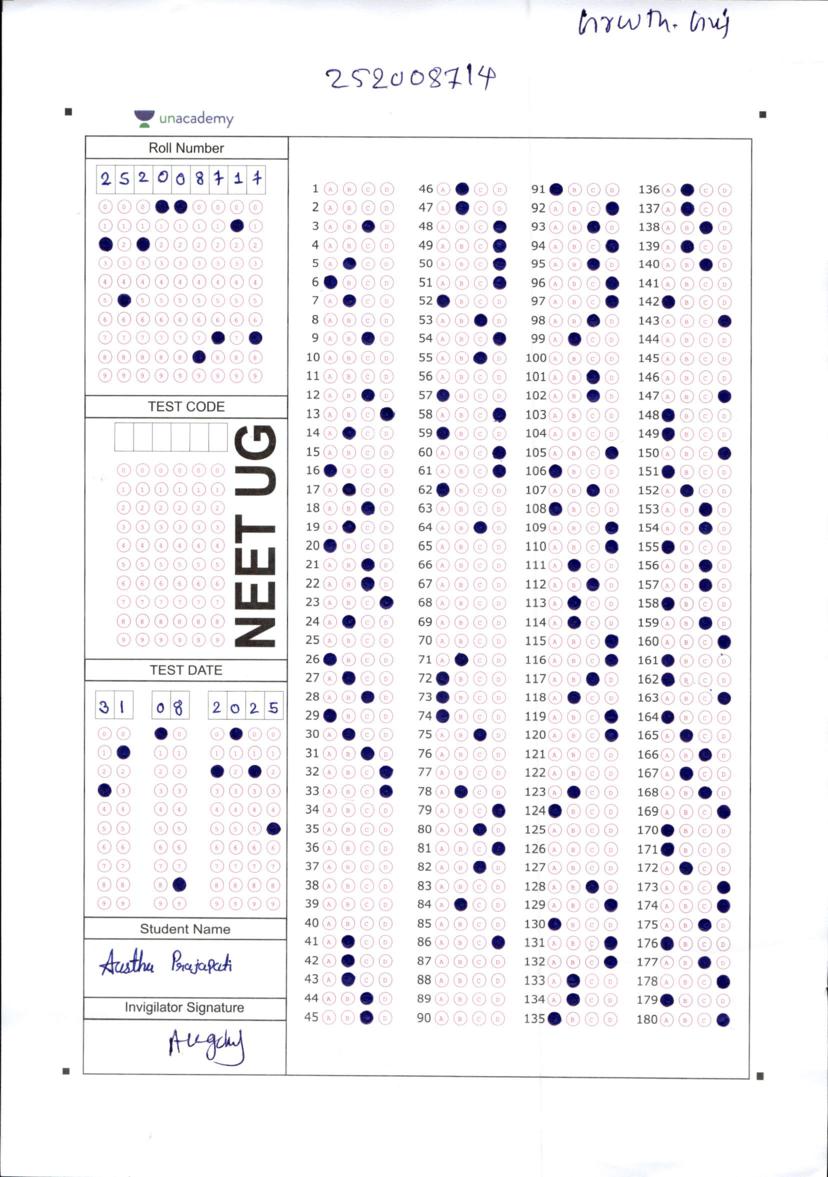 252008714
unacademy
Roll Number
2 5 2 0 0 8 7 1 7
TEST CODE
NEET UG
TEST DATE
3 1 0 8 2 0 2 5
Student Name
Aastha Prajapati
Invigilator Signature
1 A B C D
2 A B C D
3 A B D
4 A B C D
5 A C D
6 B C D
7 A C D
8 A B C D
9 A B D
10 A B C D
11 A B C D
12 A B D
13 A B C
14 A C D
15 A B C D
16 B C D
17 A C D
18 A B D
19 A C D
20 B C D
21 A B D
22 A B D
23 A B C
24 A C D
25 A B C D
26 B C D
27 A C D
28 A B D
29 B C D
30 A C D
31 A B D
32 A B C
33 A B C
34 A B C D
35 A B C D
36 A B C D
37 A B C D
38 A B C D
39 A B C D
40 A B C D
41 A C D
42 A C D
43 A C D
44 A B D
45 A B D
46 A C D
47 A C D
48 A B C
49 A B C
50 A B C
51 A B C
52 B C D
53 A B D
54 A B C
55 A B D
56 A B C D
57 B C D
58 A B C
59 B C D
60 A B C
61 A B C
62 B C D
63 A B C D
64 A B D
65 A B C D
66 A B C D
67 A B C D
68 A B C D
69 A B C D
70 A B C D
71 A C D
72 B C D
73 B C D
74 B C D
75 A B D
76 A B C D
77 A B C D
78 A C D
79 A B C
80 A B D
81 A B C
82 A B D
83 A B C D
84 A C D
85 A B C D
86 A B C
87 A B C D
88 A B C D
89 A B C D
90 A B C D
91 B C D
92 A B C
93 A B D
94 A B C
95 A B D
96 A B C
97 A B C
98 A B D
99 A C D
100 A B C D
101 A B D
102 A B D
103 A B C D
104 A B C D
105 A B C
106 B C D
107 A B D
108 B C D
109 A B C
110 A B C
111 A C D
112 A B D
113 A C D
114 A C D
115 A B C
116 A B C
117 A B D
118 A C D
119 A B C
120 A B C
121 A B C D
122 A B C D
123 A C D
124 B C D
125 A B C D
126 A B C D
127 A B C D
128 A B D
129 A B C
130 B C D
131 A B C
132 A B C
133 A C D
134 A C D
135 B C D
136 A C D
137 A C D
138 A B D
139 A C D
140 A B D
141 A B C D
142 B C D
143 A B C
144 A B C D
145 A B C D
146 A B C D
147 A B C
148 B C D
149 B C D
150 A B C
151 B C D
152 A C D
153 A B D
154 A B D
155 B C D
156 A B D
157 A B D
158 B C D
159 A B D
160 A B C
161 B C D
162 B C D
163 A B C
164 B C D
165 A C D
166 A B D
167 A C D
168 A B D
169 A B C
170 B C D
171 B C D
172 A C D
173 A B C
174 A B C
175 A B D
176 B C D
177 A B D
178 A B C
179 B C D
180 A B C